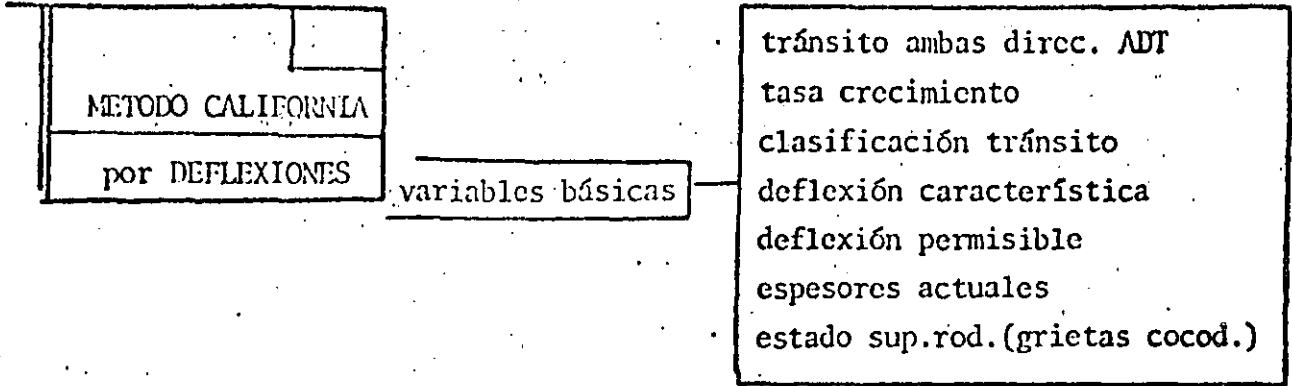 METODO CALIFORNIA
por DEFLEXIONES
variables básicas
tránsito ambas direc. ADT
tasa crecimiento
clasificación tránsito
deflexión característica
deflexión permisible
espesores actuales
estado sup.rod.(grietas cocod.)